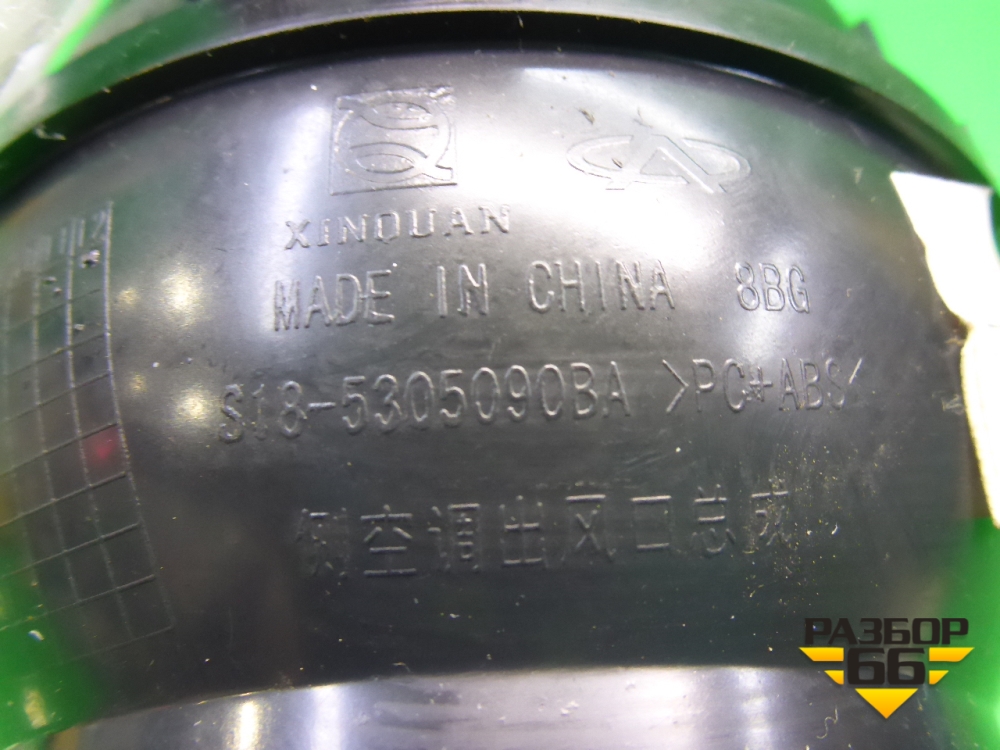 XINQUAN
MADE IN CHINA 8BG
S18-5305090BA >PC+ABS<
侧空调出风口总成
РАЗБОР
66